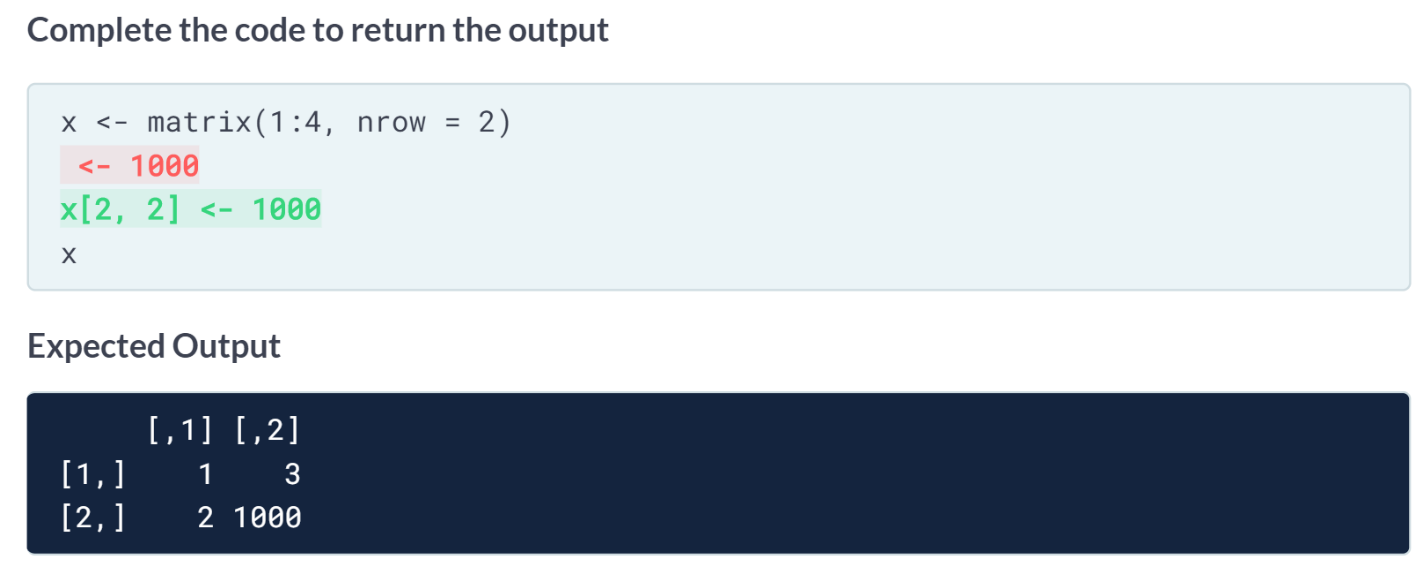 Complete the code to return the output
x <- matrix(1:4, nrow = 2)
<- 1000
x[2, 2] <- 1000
x
Expected Output
     [,1] [,2]
[1,]    1    3
[2,]    2 1000